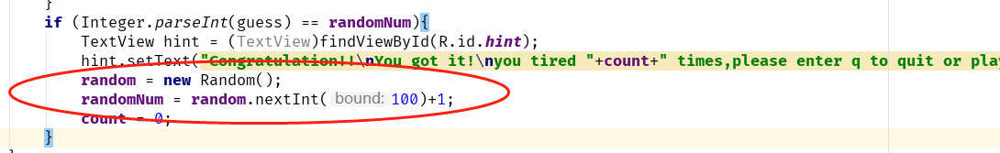 }
if (Integer.parseInt(guess) == randomNum){
TextView hint = (TextView)findViewById(R.id.hint);
hint.setText("Congratulation!!\nYou got it!\nyou tired "+count+" times,please enter q to quit or pla
random = new Random();
randomNum = random.nextInt( bound: 100)+1;
count = 0;
}
}